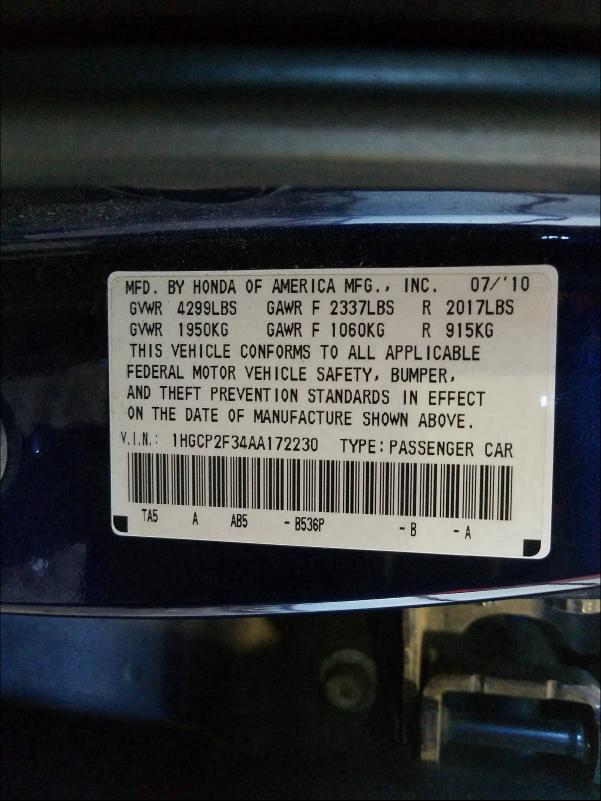 MFD. BY HONDA OF AMERICA MFG., INC. 07/'10
GVWR 4299LBS GAWR F 2337LBS R 2017LBS
GVWR 1950KG GAWR F 1060KG R 915KG
THIS VEHICLE CONFORMS TO ALL APPLICABLE
FEDERAL MOTOR VEHICLE SAFETY, BUMPER,
AND THEFT PREVENTION STANDARDS IN EFFECT
ON THE DATE OF MANUFACTURE SHOWN ABOVE.
V.I.N.: 1HGCP2F34AA172230 TYPE: PASSENGER CAR
TA5 A AB5 - B536P - B - A